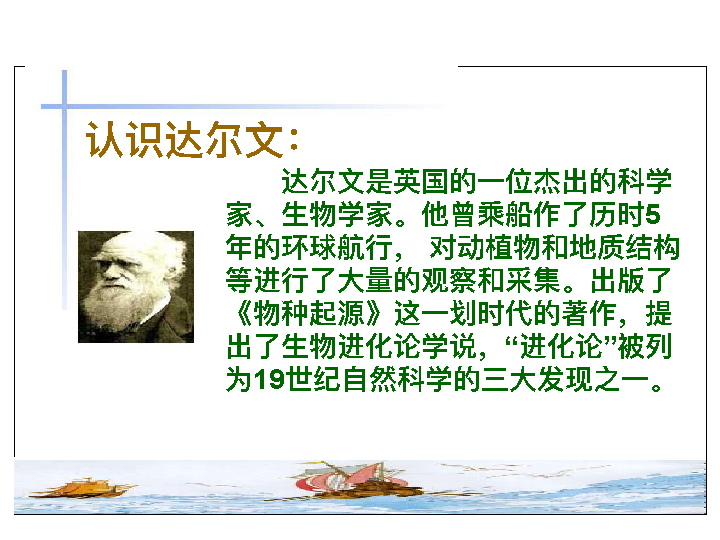 认识达尔文：
达尔文是英国的一位杰出的科学
家、生物学家。他曾乘船作了历时5
年的环球航行， 对动植物和地质结构
等进行了大量的观察和采集。出版了
《物种起源》这一划时代的著作，提
出了生物进化论学说，“进化论”被列
为19世纪自然科学的三大发现之一。